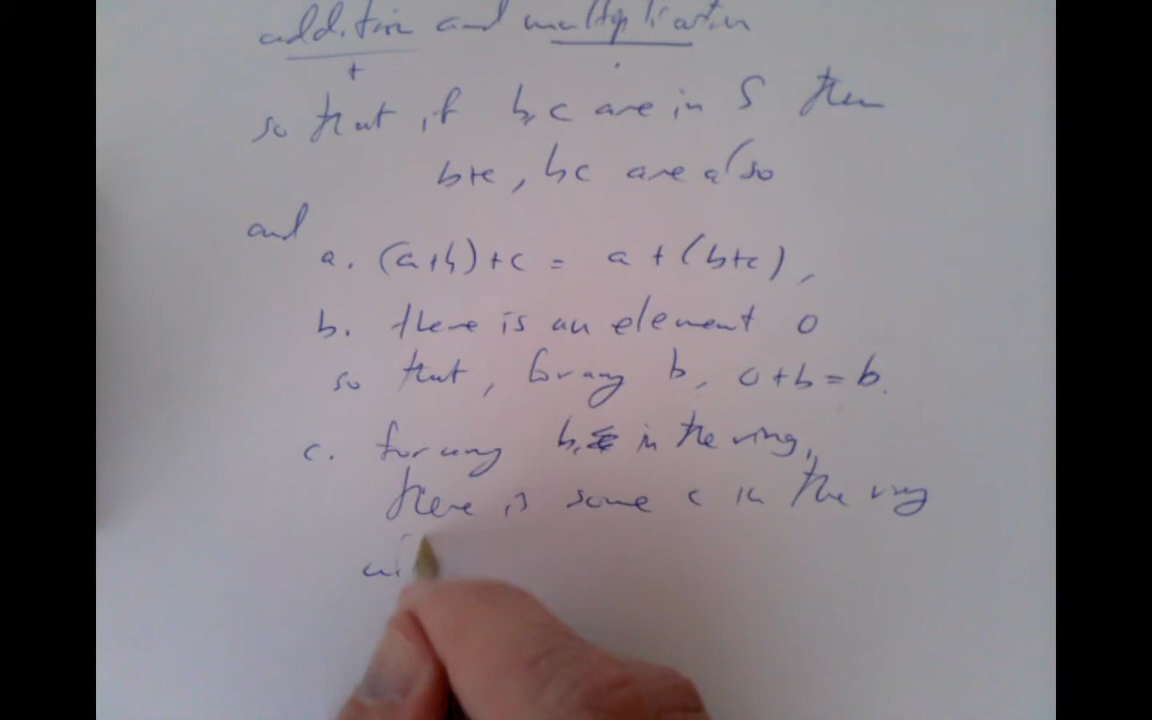 addition and multiplication
+ ·
so that if b, c are in S then
b+c, bc are also
and
a. (a+b)+c = a+(b+c),
b. there is an element 0
so that, for any b, 0+b=b.
c. for any b, in the ring,
there is some c in the ring
wi